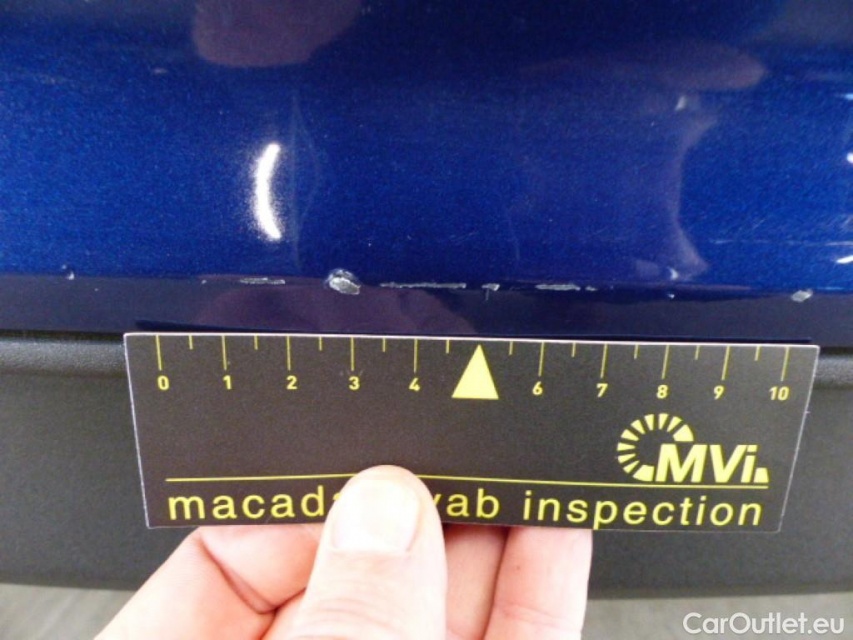 0 1 2 3 4 6 7 8 9 10
MVi.
inspection
CarOutlet.eu